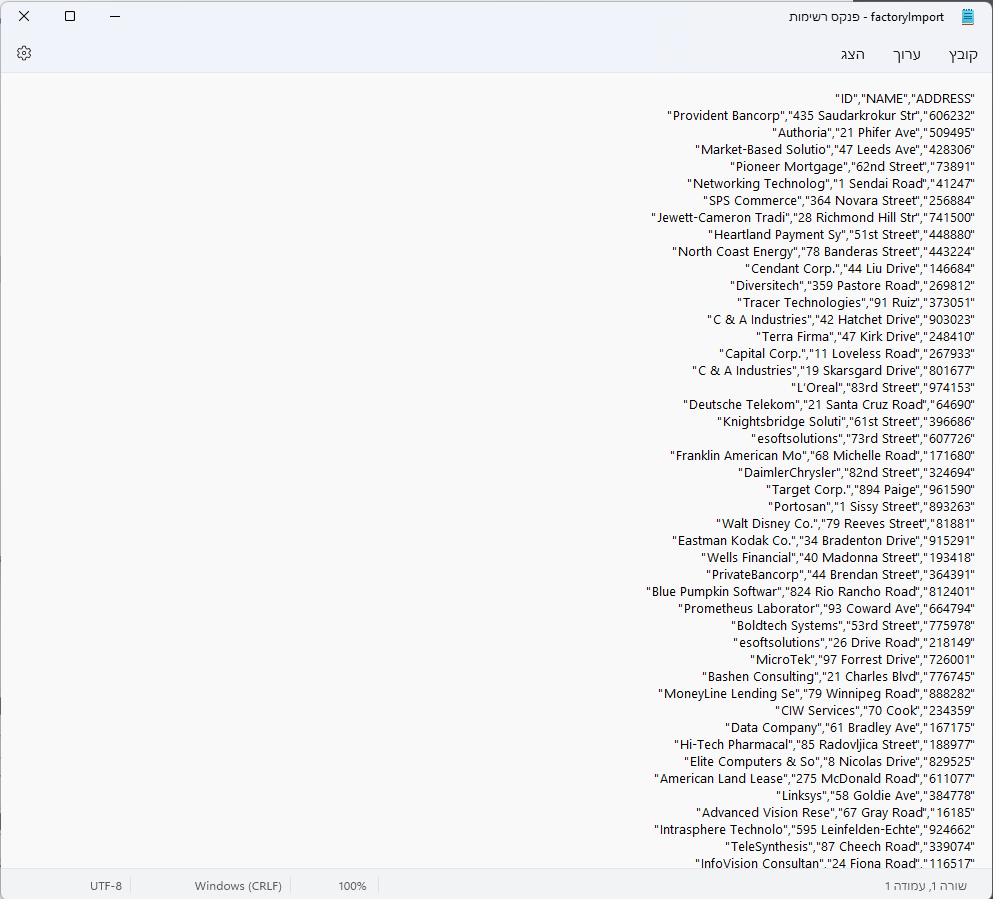 factoryImport - פנקס רשימות
קובץ ערוך הצג
"ID","NAME","ADDRESS"
"Provident Bancorp","435 Saudarkrokur Str","606232"
"Authoria","21 Phifer Ave","509495"
"Market-Based Solutio","47 Leeds Ave","428306"
"Pioneer Mortgage","62nd Street","73891"
"Networking Technolog","1 Sendai Road","41247"
"SPS Commerce","364 Novara Street","256884"
"Jewett-Cameron Tradi","28 Richmond Hill Str","741500"
"Heartland Payment Sy","51st Street","448880"
"North Coast Energy","78 Banderas Street","443224"
"Cendant Corp.","44 Liu Drive","146684"
"Diversitech","359 Pastore Road","269812"
"Tracer Technologies","91 Ruiz","373051"
"C & A Industries","42 Hatchet Drive","903023"
"Terra Firma","47 Kirk Drive","248410"
"Capital Corp.","11 Loveless Road","267933"
"C & A Industries","19 Skarsgard Drive","801677"
"L'Oreal","83rd Street","974153"
"Deutsche Telekom","21 Santa Cruz Road","64690"
"Knightsbridge Soluti","61st Street","396686"
"esoftsolutions","73rd Street","607726"
"Franklin American Mo","68 Michelle Road","171680"
"DaimlerChrysler","82nd Street","324694"
"Target Corp.","894 Paige","961590"
"Portosan","1 Sissy Street","893263"
"Walt Disney Co.","79 Reeves Street","81881"
"Eastman Kodak Co.","34 Bradenton Drive","915291"
"Wells Financial","40 Madonna Street","193418"
"PrivateBancorp","44 Brendan Street","364391"
"Blue Pumpkin Softwar","824 Rio Rancho Road","812401"
"Prometheus Laborator","93 Coward Ave","664794"
"Boldtech Systems","53rd Street","775978"
"esoftsolutions","26 Drive Road","218149"
"MicroTek","97 Forrest Drive","726001"
"Bashen Consulting","21 Charles Blvd","776745"
"MoneyLine Lending Se","79 Winnipeg Road","888282"
"CIW Services","70 Cook","234359"
"Data Company","61 Bradley Ave","167175"
"Hi-Tech Pharmacal","85 Radovljica Street","188977"
"Elite Computers & So","8 Nicolas Drive","829525"
"American Land Lease","275 McDonald Road","611077"
"Linksys","58 Goldie Ave","384778"
"Advanced Vision Rese","67 Gray Road","16185"
"Intrasphere Technolo","595 Leinfelden-Echte","924662"
"TeleSynthesis","87 Cheech Road","339074"
"InfoVision Consultan","24 Fiona Road","116517"
שורה 1, עמודה 1 100% Windows (CRLF) UTF-8